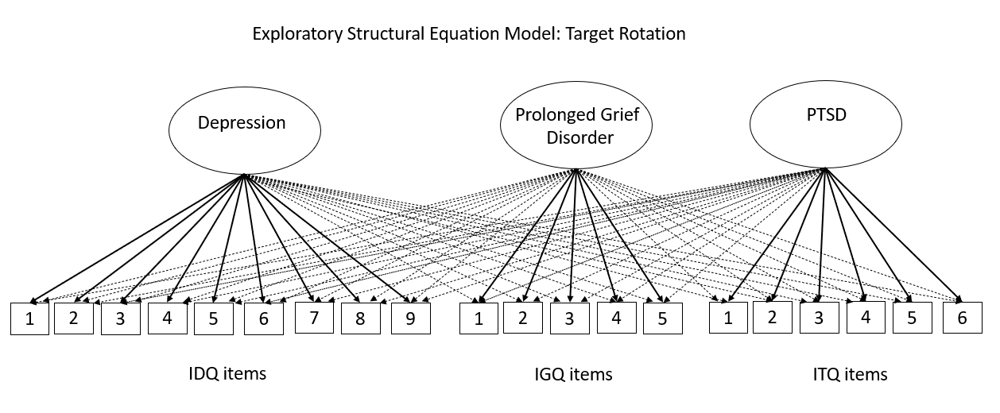 Exploratory Structural Equation Model: Target Rotation
Depression
Prolonged Grief
Disorder
PTSD
1 2 3 4 5 6 7 8 9 1 2 3 4 5 1 2 3 4 5 6
IDQ items IGQ items ITQ items